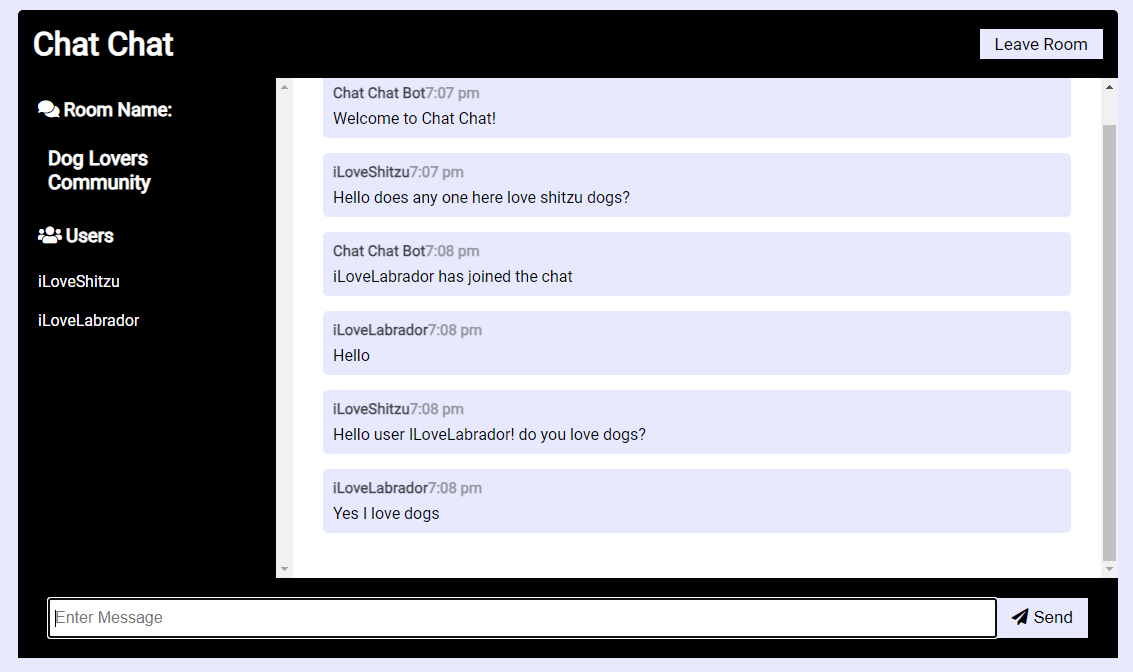 Chat Chat
Leave Room
Room Name:
Dog Lovers
Community
Users
iLoveShitzu
iLoveLabrador
Chat Chat Bot7:07 pm
Welcome to Chat Chat!
iLoveShitzu7:07 pm
Hello does any one here love shitzu dogs?
Chat Chat Bot7:08 pm
iLoveLabrador has joined the chat
iLoveLabrador7:08 pm
Hello
iLoveShitzu7:08 pm
Hello user ILoveLabrador! do you love dogs?
iLoveLabrador7:08 pm
Yes I love dogs
Enter Message
Send